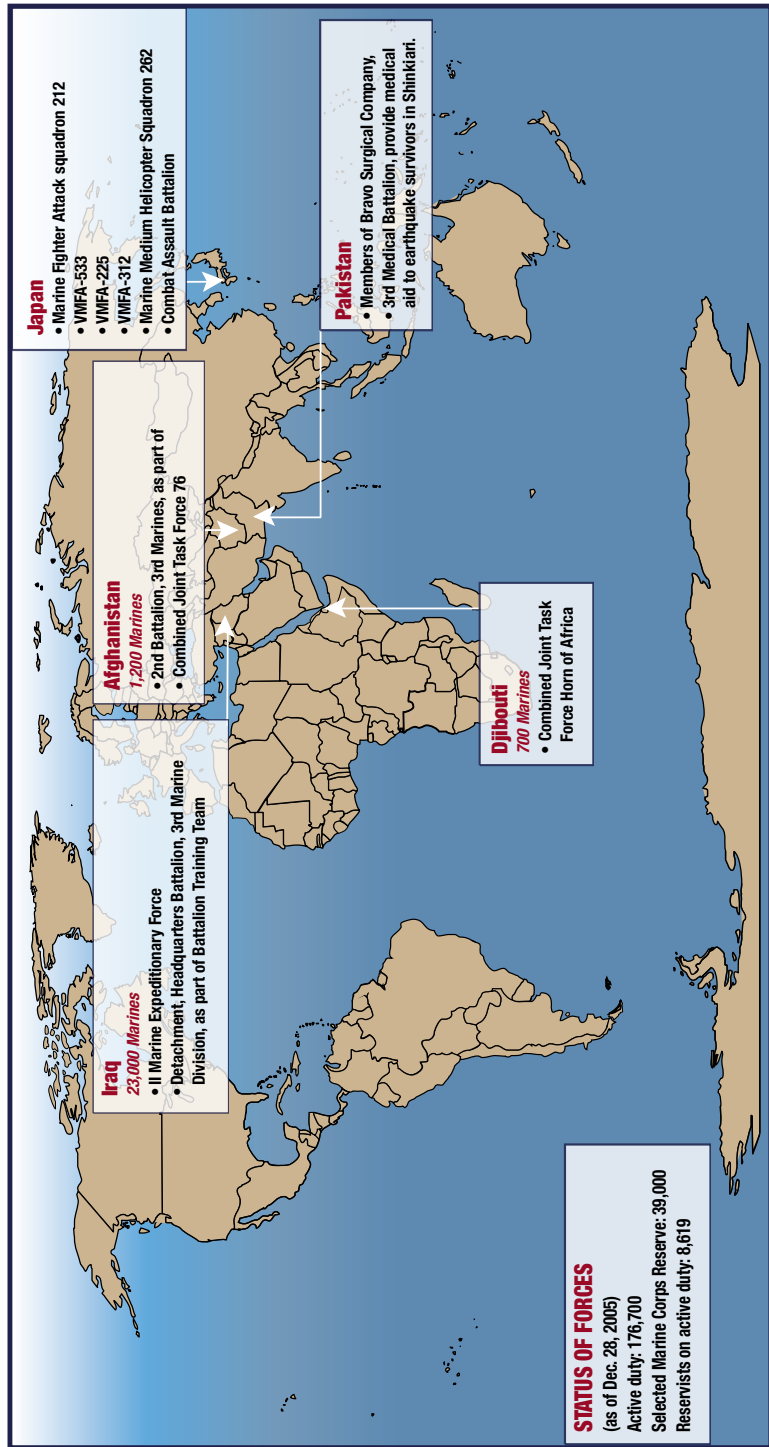 Iraq
23,000 Marines
• II Marine Expeditionary Force
• Detachment, Headquarters Battalion, 3rd Marine
Division, as part of Battalion Training Team
Afghanistan
1,200 Marines
• 2nd Battalion, 3rd Marines, as part of
• Combined Joint Task Force 76
Japan
• Marine Fighter Attack squadron 212
• VMFA-533
• VMFA-225
• VMFA-312
• Marine Medium Helicopter Squadron 262
• Combat Assault Battalion
Pakistan
• Members of Bravo Surgical Company,
• 3rd Medical Battalion, provide medical
aid to earthquake survivors in Shinkiari.
Djibouti
700 Marines
• Combined Joint Task
Force Horn of Africa
STATUS OF FORCES
(as of Dec. 28, 2005)
Active duty: 176,700
Selected Marine Corps Reserve: 39,000
Reservists on active duty: 8,619